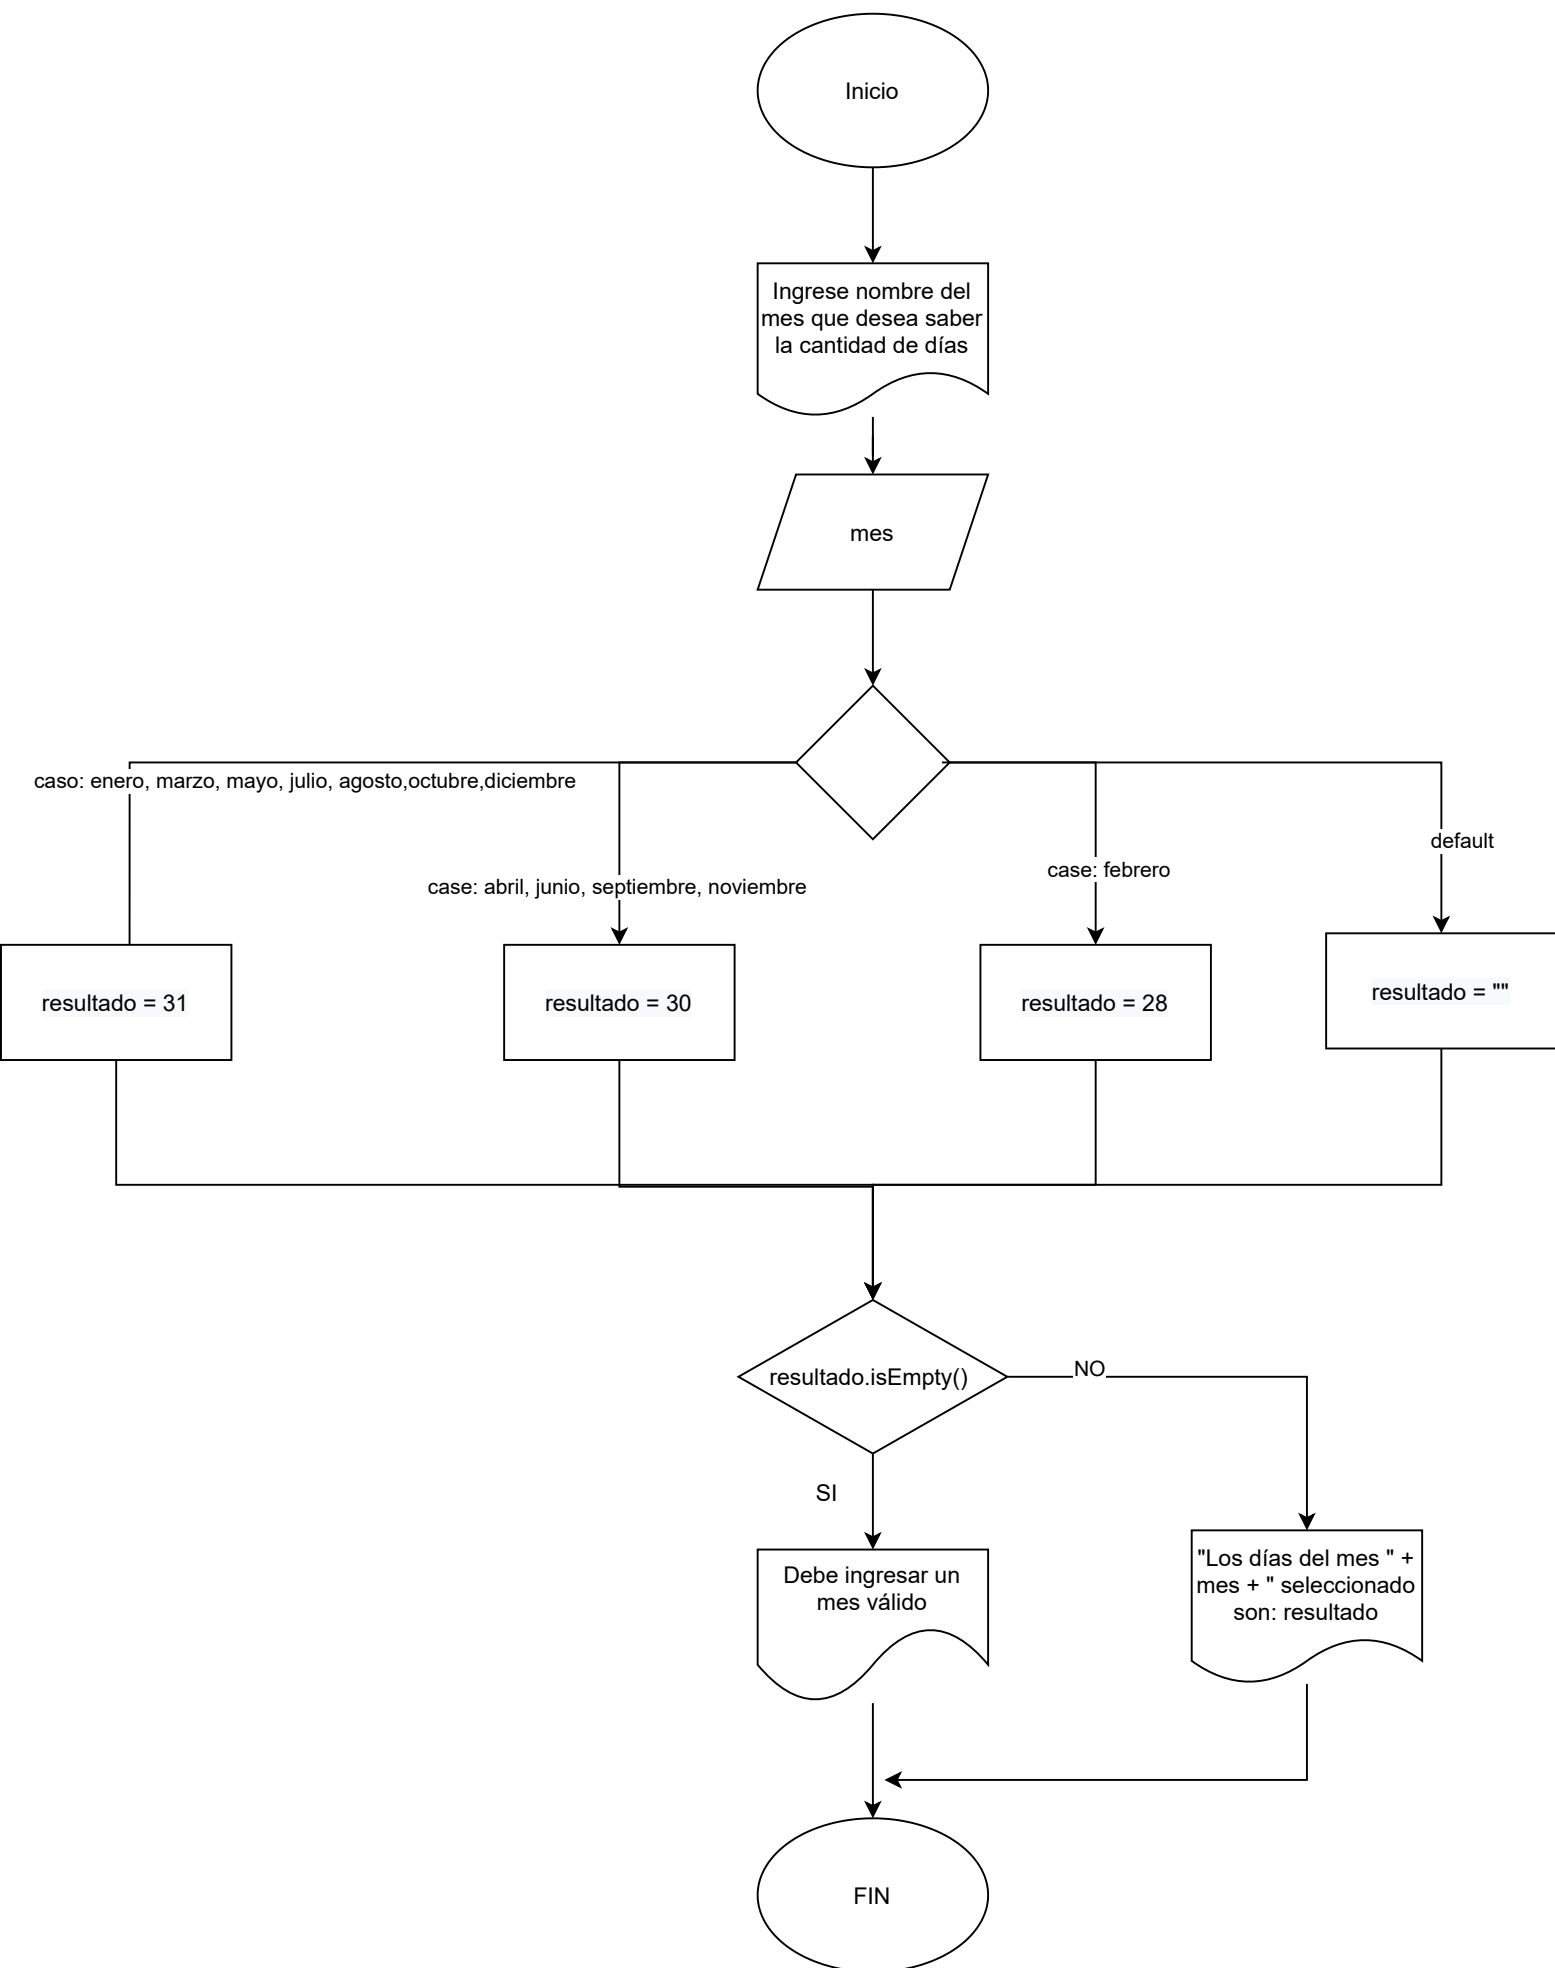 Inicio
Ingrese nombre del
mes que desea saber
la cantidad de días
mes
caso: enero, marzo, mayo, julio, agosto,octubre,diciembre
default
case: febrero
case: abril, junio, septiembre, noviembre
resultado = 31
resultado = 30
resultado = 28
resultado = ""
resultado.isEmpty()
NO
SI
Debe ingresar un
mes válido
"Los días del mes " +
mes + " seleccionado
son: resultado
FIN